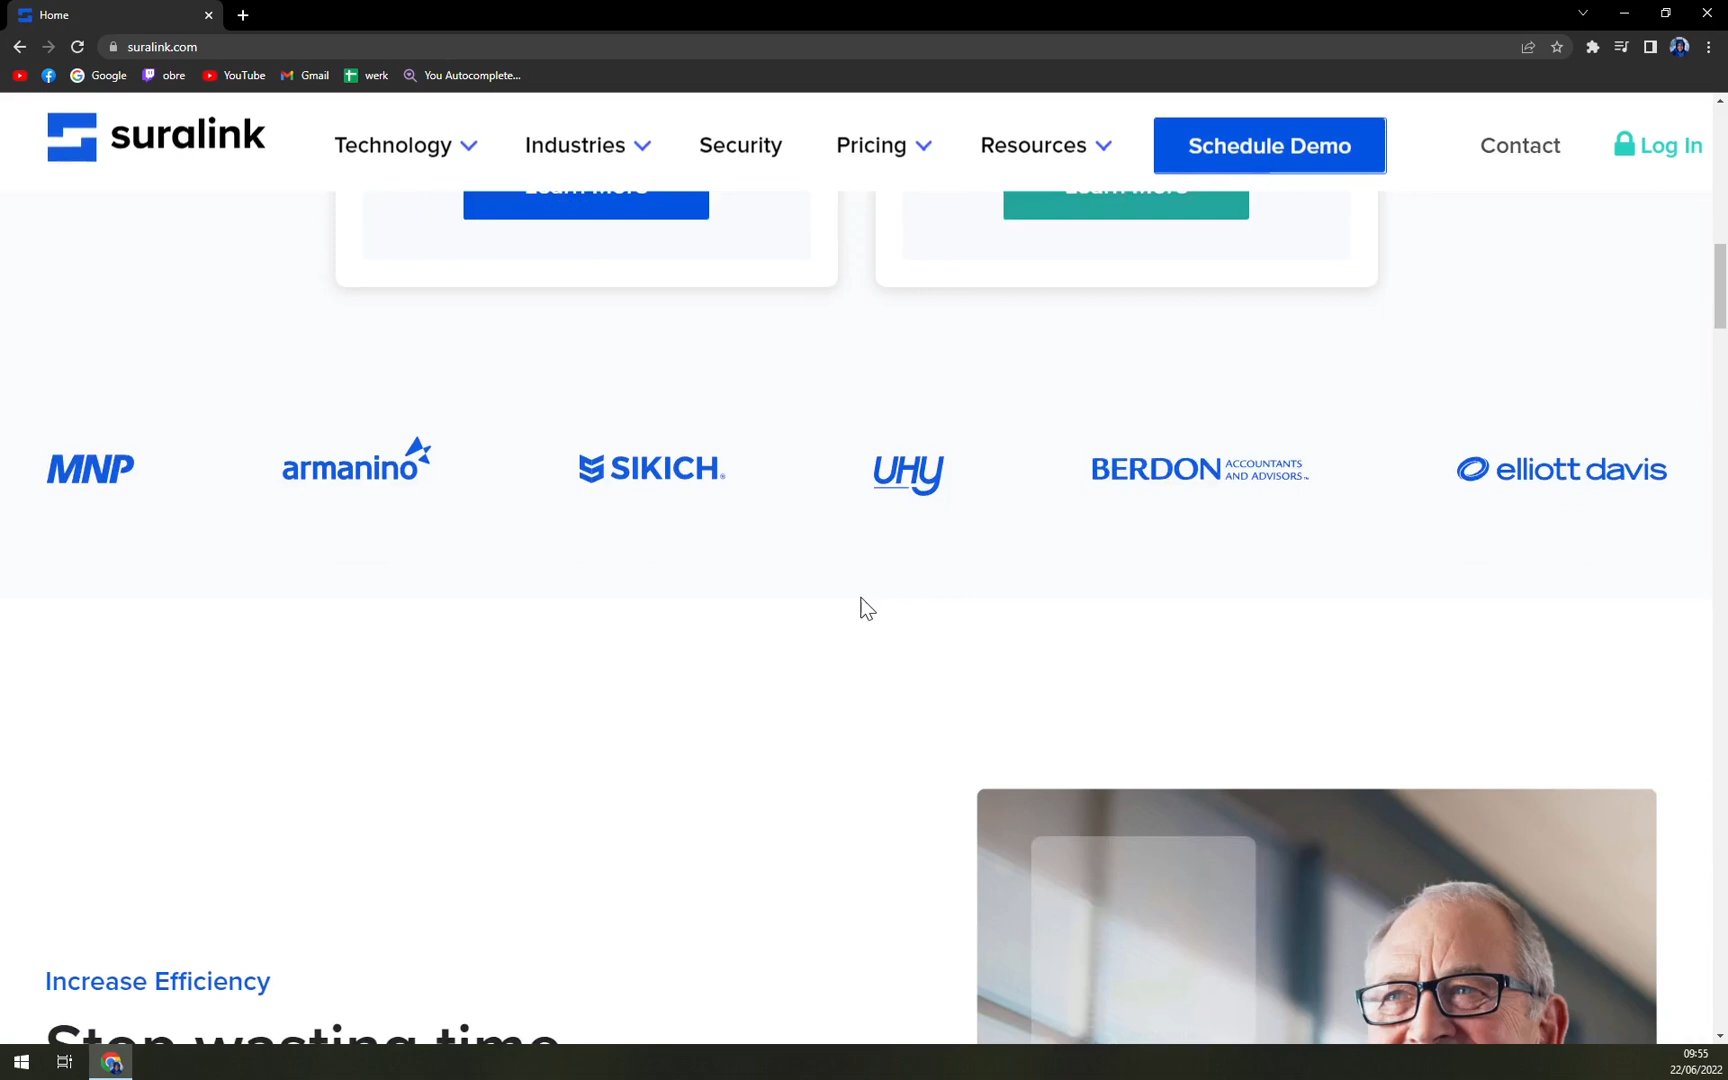 Home
suralink.com
Google
obre
YouTube
Gmail
werk
You Autocomplete...
suralink
Technology
Industries
Security
Pricing
Resources
Schedule Demo
Contact
Log In
Learn More
Learn More
MNP
armanino
SIKICH
UHY
BERDON ACCOUNTANTS
AND ADVISORS™
elliott davis
Increase Efficiency
Stop wasting time
09:55
22/06/2022